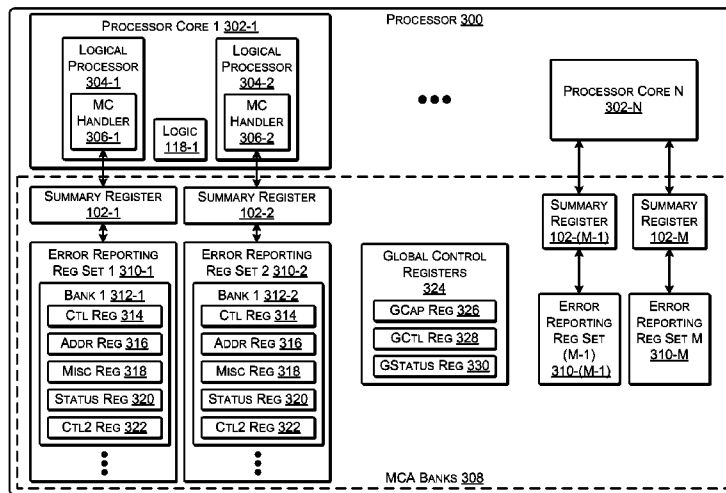 PROCESSOR 300
PROCESSOR CORE 1 302-1
LOGICAL
PROCESSOR
304-1
MC
HANDLER
306-1
LOGIC
118-1
LOGICAL
PROCESSOR
304-2
MC
HANDLER
306-2
PROCESSOR CORE N
302-N
SUMMARY REGISTER
102-1
SUMMARY REGISTER
102-2
SUMMARY
REGISTER
102-(M-1)
SUMMARY
REGISTER
102-M
ERROR REPORTING
REG SET 1 310-1
BANK 1 312-1
CTL REG 314
ADDR REG 316
MISC REG 318
STATUS REG 320
CTL2 REG 322
ERROR REPORTING
REG SET 2 310-2
BANK 1 312-2
CTL REG 314
ADDR REG 316
MISC REG 318
STATUS REG 320
CTL2 REG 322
GLOBAL CONTROL
REGISTERS
324
GCAP REG 326
GCTL REG 328
GSTATUS REG 330
ERROR
REPORTING
REG SET
(M-1)
310-(M-1)
ERROR
REPORTING
REG SET M
310-M
MCA BANKS 308